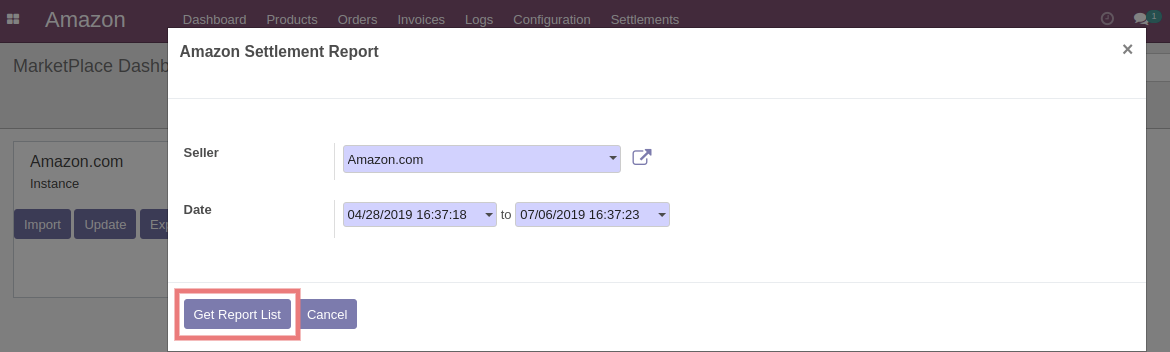 Amazon Dashboard Products Orders Invoices Logs Configuration Settlements 1
MarketPlace Dashb
Amazon Settlement Report ×
Amazon.com
Instance
Import Update Exp
Seller Amazon.com
Date 04/28/2019 16:37:18 to 07/06/2019 16:37:23
Get Report List Cancel